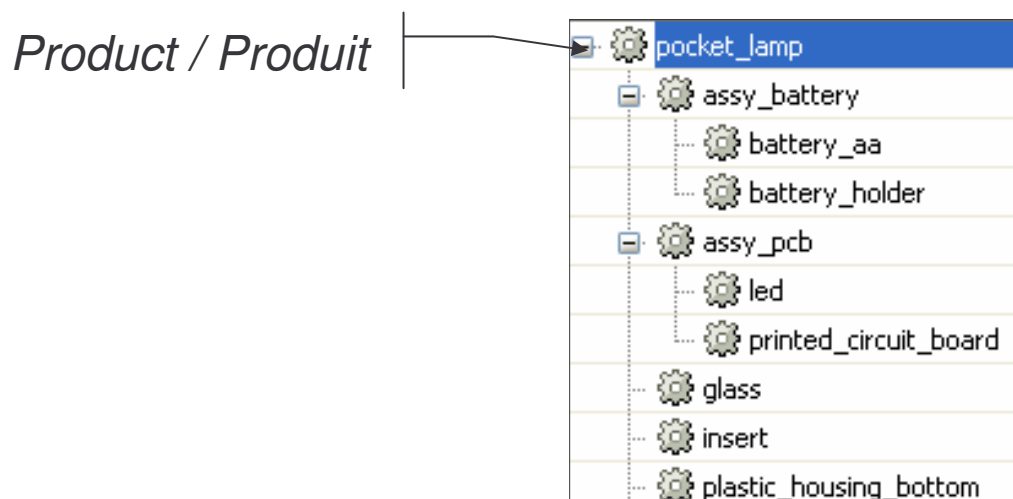 Product / Produit
pocket_lamp
assy_battery
battery_aa
battery_holder
assy_pcb
led
printed_circuit_board
glass
insert
plastic_housing_bottom